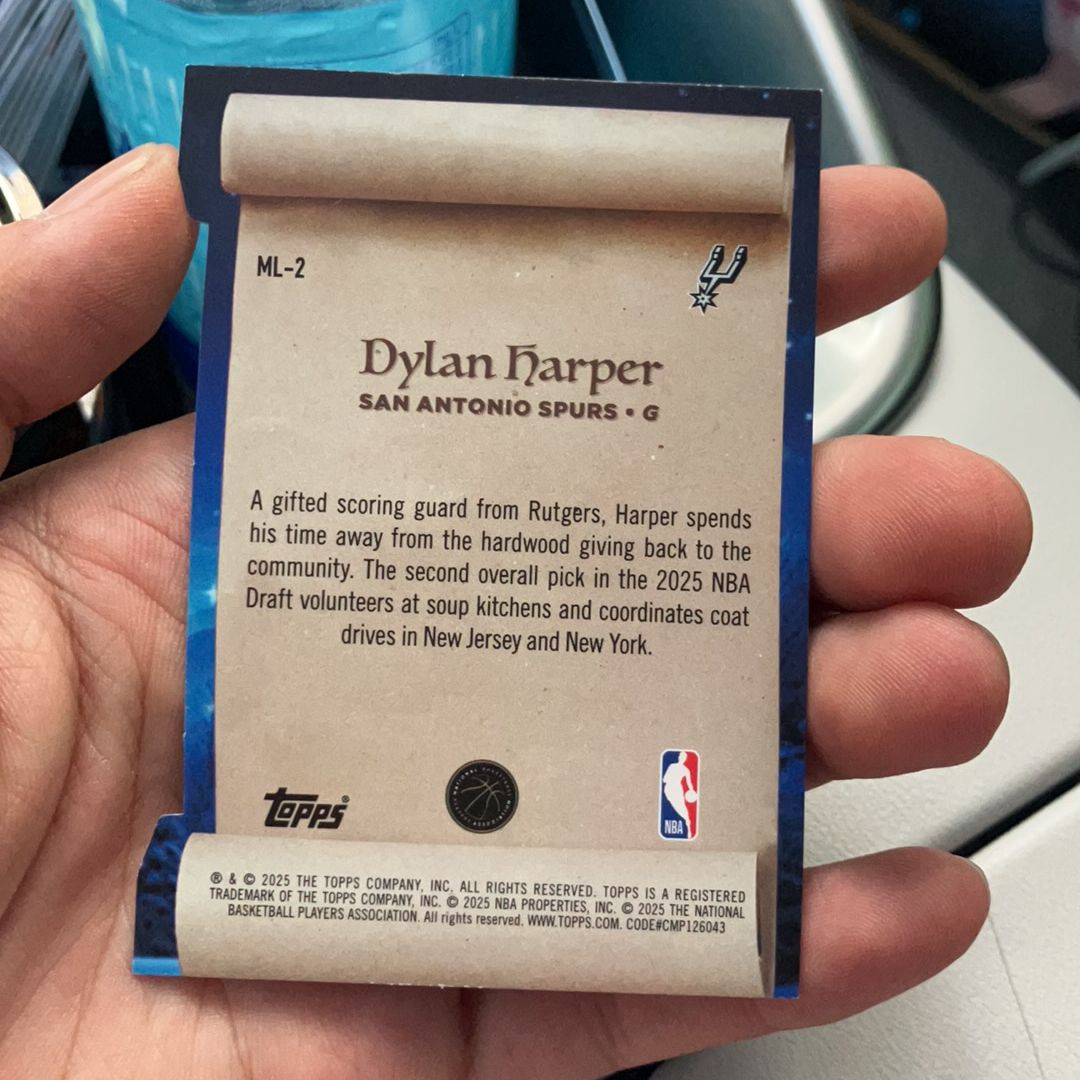 ML-2
Dylan Harper
SAN ANTONIO SPURS • G
A gifted scoring guard from Rutgers, Harper spends
his time away from the hardwood giving back to the
community. The second overall pick in the 2025 NBA
Draft volunteers at soup kitchens and coordinates coat
drives in New Jersey and New York.
topps®
NBA
® & © 2025 THE TOPPS COMPANY, INC. ALL RIGHTS RESERVED. TOPPS IS A REGISTERED
TRADEMARK OF THE TOPPS COMPANY, INC. © 2025 NBA PROPERTIES, INC. © 2025 THE NATIONAL
BASKETBALL PLAYERS ASSOCIATION. All rights reserved. WWW.TOPPS.COM. CODE#CMP126043